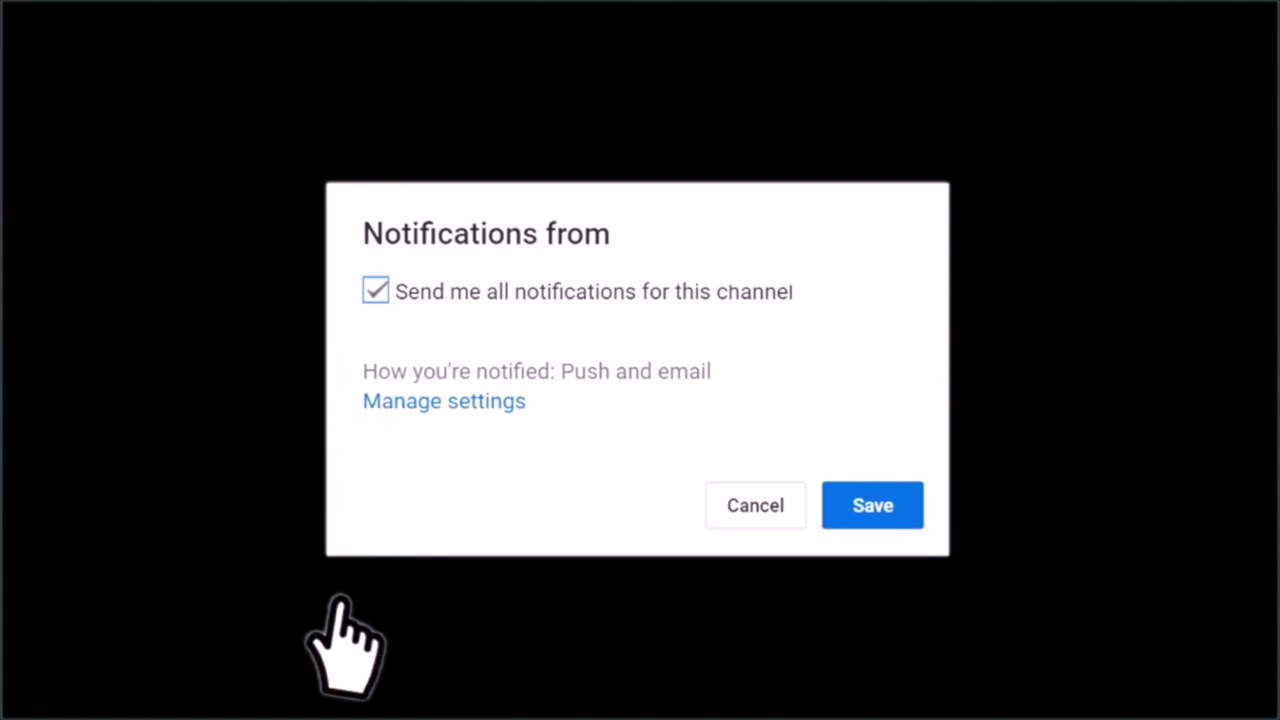 Notifications from
Send me all notifications for this channel
How you're notified: Push and email
Manage settings
Cancel
Save